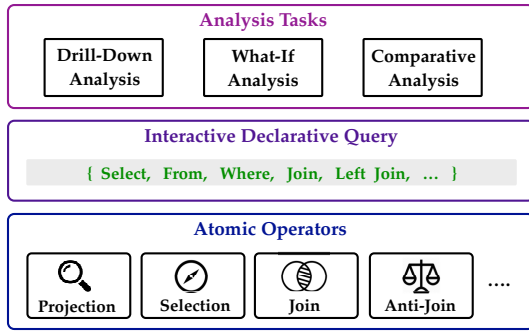 Analysis Tasks
Drill-Down Analysis
What-If Analysis
Comparative Analysis
Interactive Declarative Query
{ Select, From, Where, Join, Left Join, ... }
Atomic Operators
Projection
Selection
Join
Anti-Join
....